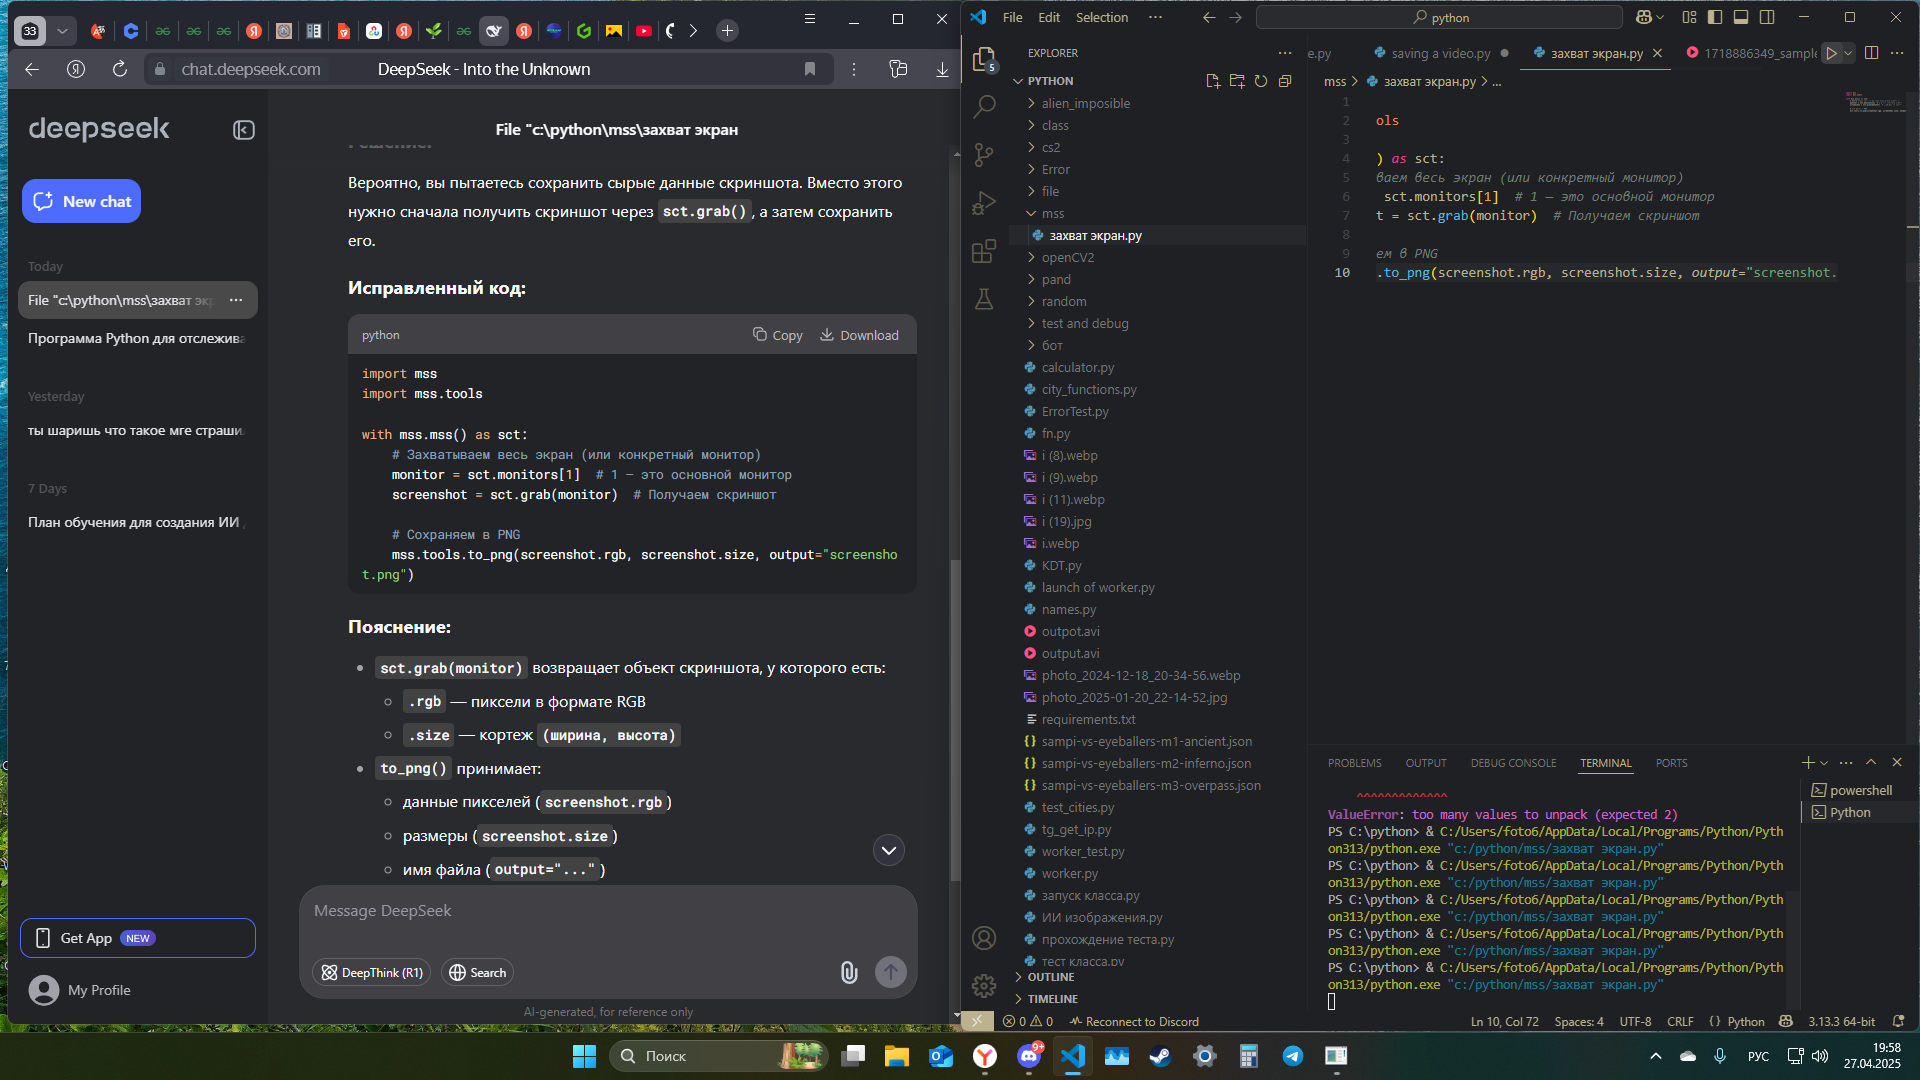 33
chat.deepseek.com
DeepSeek - Into the Unknown
deepseek
New chat
Today
File "c:\python\mss\захват экр
Программа Python для отслежива
Yesterday
ты шаришь что такое мге страши
7 Days
План обучения для создания ИИ
Get App NEW
My Profile
File "c:\python\mss\захват экран
Вероятно, вы пытаетесь сохранить сырые данные скриншота. Вместо этого
нужно сначала получить скриншот через sct.grab(), а затем сохранить
его.
Исправленный код:
python
Copy
Download
import mss
import mss.tools
with mss.mss() as sct:
# Захватываем весь экран (или конкретный монитор)
monitor = sct.monitors[1]  # 1 — это основной монитор
screenshot = sct.grab(monitor)  # Получаем скриншот
# Сохраняем в PNG
mss.tools.to_png(screenshot.rgb, screenshot.size, output="screensho
t.png")
Пояснение:
sct.grab(monitor) возвращает объект скриншота, у которого есть:
.rgb — пиксели в формате RGB
.size — кортеж (ширина, высота)
to_png() принимает:
данные пикселей (screenshot.rgb)
размеры (screenshot.size)
имя файла (output="...")
Message DeepSeek
DeepThink (R1)
Search
AI-generated, for reference only
File Edit Selection ...
python
5
EXPLORER
PYTHON
alien_imposible
class
cs2
Error
file
mss
захват экран.py
openCV2
pand
random
test and debug
бот
calculator.py
city_functions.py
ErrorTest.py
fn.py
i (8).webp
i (9).webp
i (11).webp
i (19).jpg
i.webp
KDT.py
launch of worker.py
names.py
outpot.avi
output.avi
photo_2024-12-18_20-34-56.webp
photo_2025-01-20_22-14-52.jpg
requirements.txt
sampi-vs-eyeballers-m1-ancient.json
sampi-vs-eyeballers-m2-inferno.json
sampi-vs-eyeballers-m3-overpass.json
test_cities.py
tg_get_ip.py
worker_test.py
worker.py
запуск класса.py
ИИ изображения.py
прохождение теста.py
тест класса.py
OUTLINE
TIMELINE
e.py
saving a video.py
захват экран.py
1718886349_sample
mss > захват экран.py > ...
1
2 ols
3
4 ) as sct:
5 ваем весь экран (или конкретный монитор)
6 sct.monitors[1]  # 1 — это основной монитор
7 t = sct.grab(monitor)  # Получаем скриншот
8
9 ем в PNG
10 .to_png(screenshot.rgb, screenshot.size, output="screenshot.
PROBLEMS OUTPUT DEBUG CONSOLE TERMINAL PORTS
powershell
Python
^^^^^^^^^^^^^
ValueError: too many values to unpack (expected 2)
PS C:\python> & C:/Users/foto6/AppData/Local/Programs/Python/Pyth
on313/python.exe "c:/python/mss/захват экран.py"
PS C:\python> & C:/Users/foto6/AppData/Local/Programs/Python/Pyth
on313/python.exe "c:/python/mss/захват экран.py"
PS C:\python> & C:/Users/foto6/AppData/Local/Programs/Python/Pyth
on313/python.exe "c:/python/mss/захват экран.py"
PS C:\python> & C:/Users/foto6/AppData/Local/Programs/Python/Pyth
on313/python.exe "c:/python/mss/захват экран.py"
PS C:\python> & C:/Users/foto6/AppData/Local/Programs/Python/Pyth
on313/python.exe "c:/python/mss/захват экран.py"
0 0 Reconnect to Discord
Ln 10, Col 72 Spaces: 4 UTF-8 CRLF {} Python 3.13.3 64-bit
Поиск
9+
РУС
19:58
27.04.2025